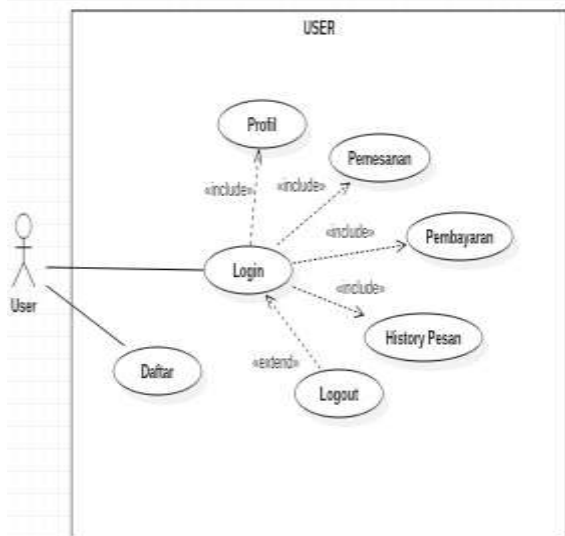 USER
Profil
Pemesanan
«include»
«include»
«include»
Pembayaran
Login
«include»
User
History Pesan
«extend»
Daftar
Logout